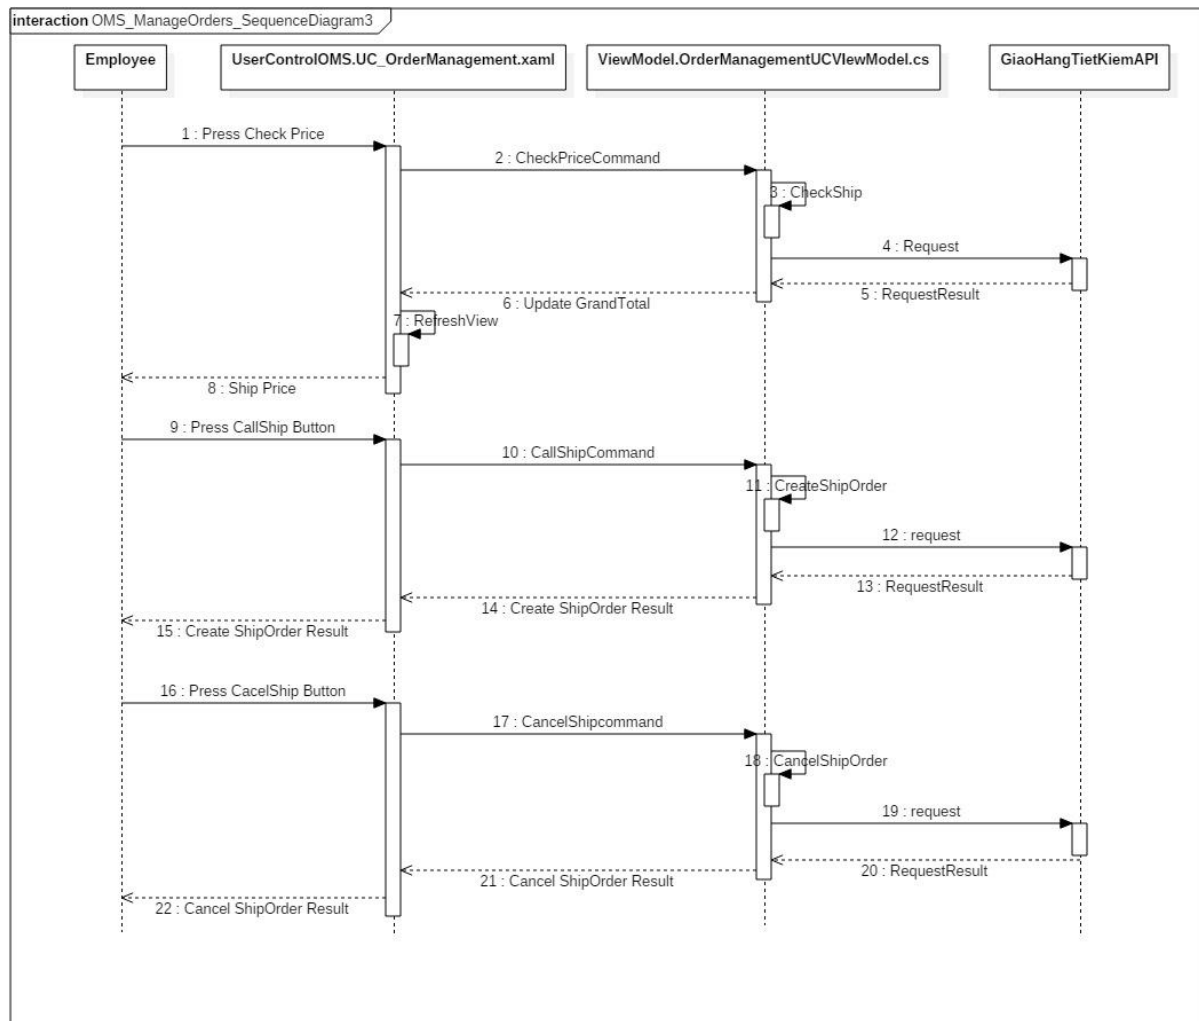 interaction OMS_ManageOrders_SequenceDiagram3
Employee
UserControlOMS.UC_OrderManagement.xaml
ViewModel.OrderManagementUCVIewModel.cs
GiaoHangTietKiemAPI
1 : Press Check Price
2 : CheckPriceCommand
3 : CheckShip
4 : Request
5 : RequestResult
6 : Update GrandTotal
7 : RefreshView
8 : Ship Price
9 : Press CallShip Button
10 : CallShipCommand
11 : CreateShipOrder
12 : request
13 : RequestResult
14 : Create ShipOrder Result
15 : Create ShipOrder Result
16 : Press CacelShip Button
17 : CancelShipcommand
18 : CancelShipOrder
19 : request
20 : RequestResult
21 : Cancel ShipOrder Result
22 : Cancel ShipOrder Result